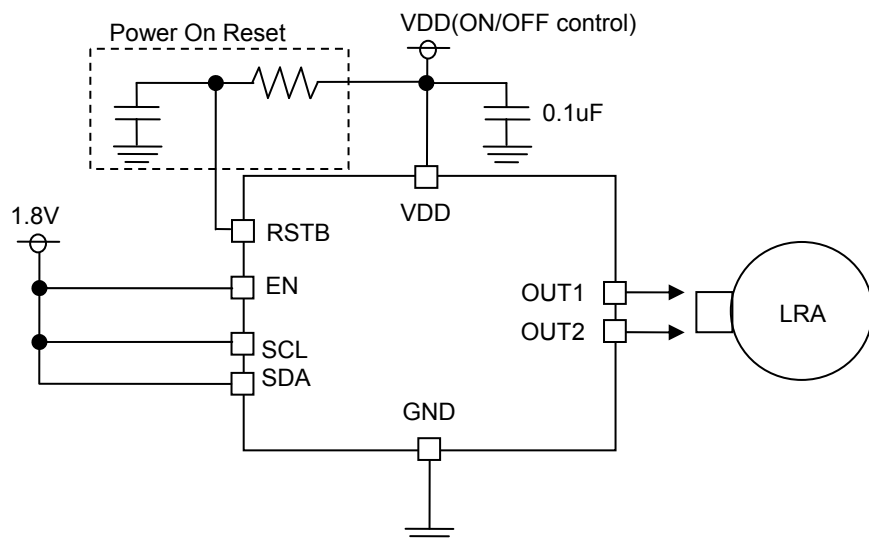 Power On Reset
VDD(ON/OFF control)
0.1uF
VDD
1.8V
RSTB
EN
OUT1
LRA
OUT2
SCL
SDA
GND